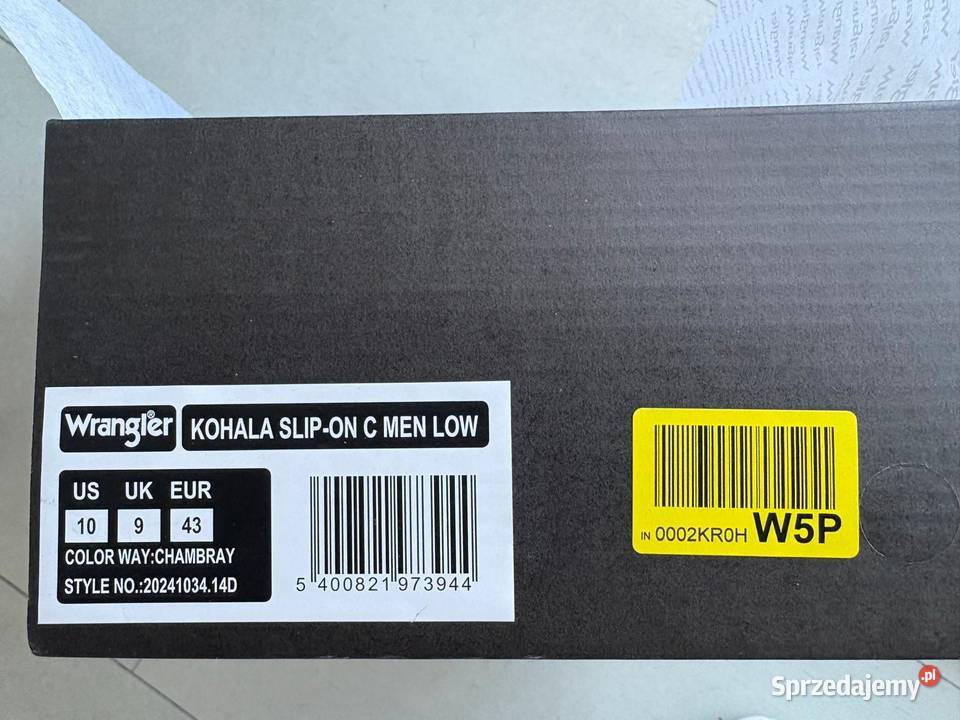 Wrangler® KOHALA SLIP-ON C MEN LOW
US UK EUR
10 9 43
COLOR WAY:CHAMBRAY
STYLE NO.:20241034.14D
5 400821 973944
IN 0002KR0H W5P
Sprzedajemy.pl